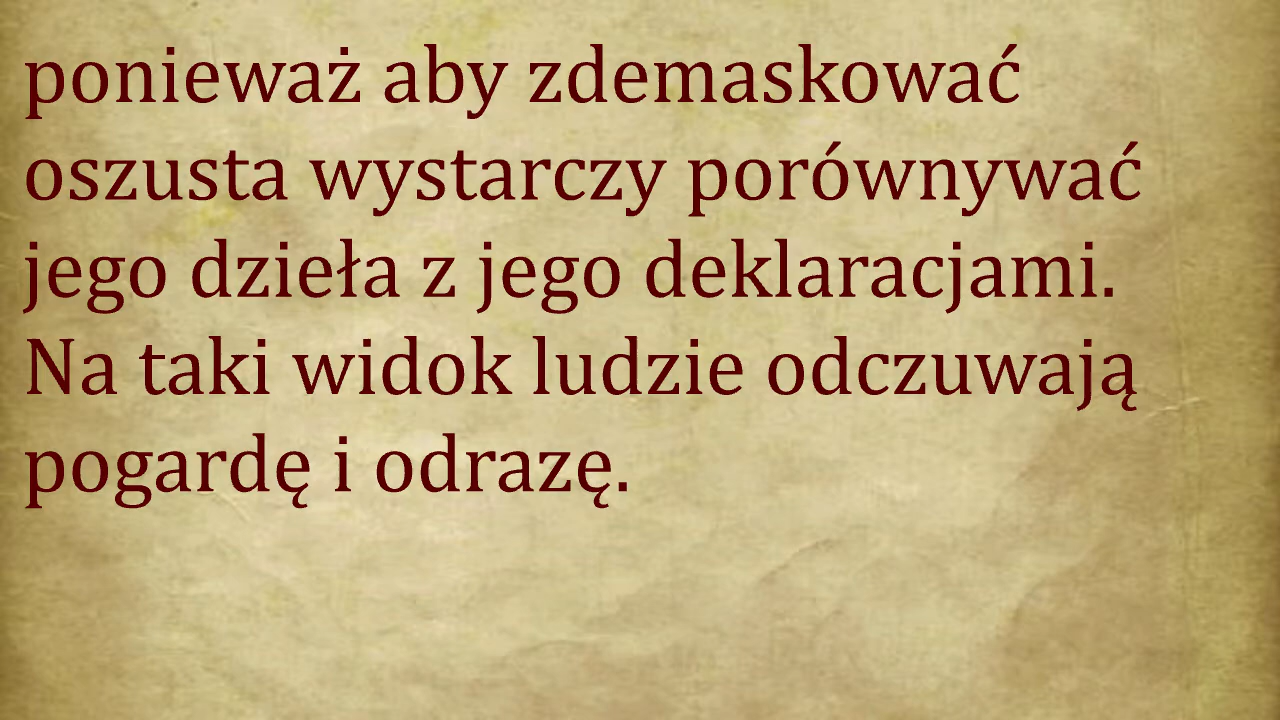 ponieważ aby zdemaskować
oszusta wystarczy porównywać
jego dzieła z jego deklaracjami.
Na taki widok ludzie odczuwają
pogardę i odrazę.